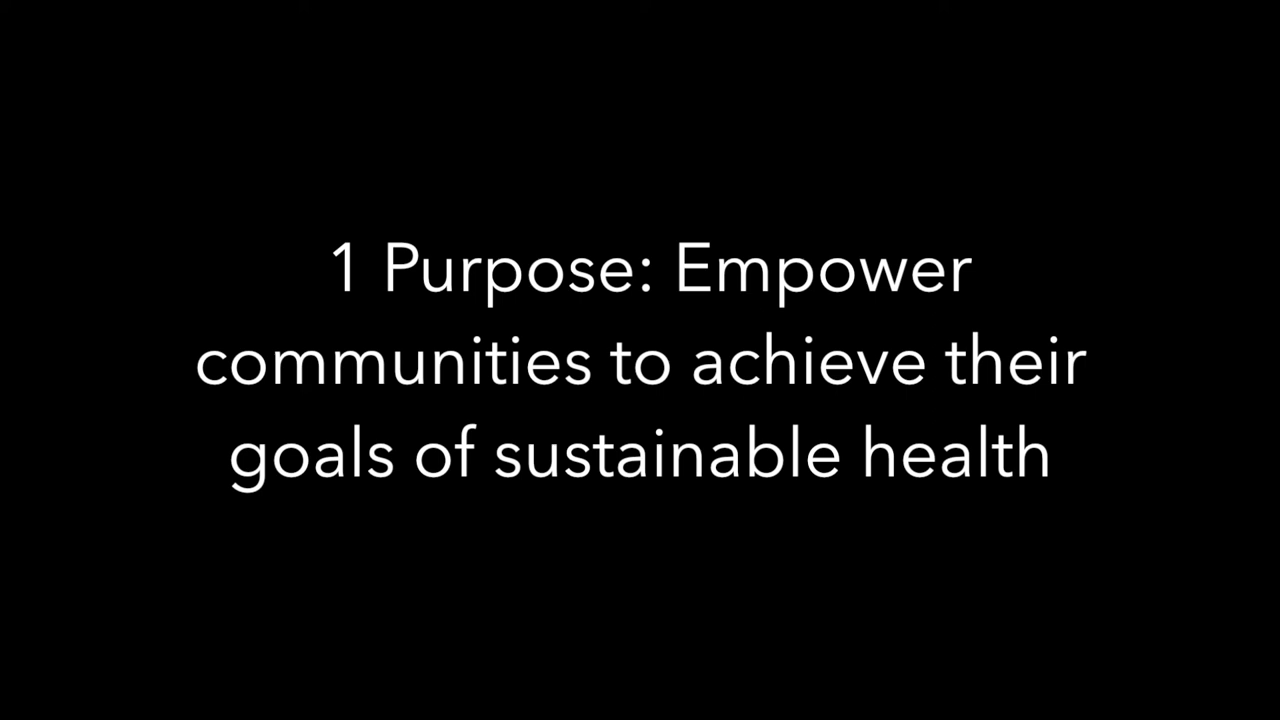 1 Purpose: Empower
communities to achieve their
goals of sustainable health